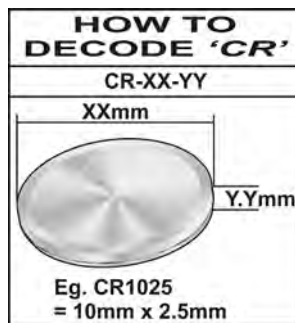 HOW TO
DECODE ‘CR’
CR-XX-YY
XXmm
Y.Ymm
Eg. CR1025
= 10mm x 2.5mm